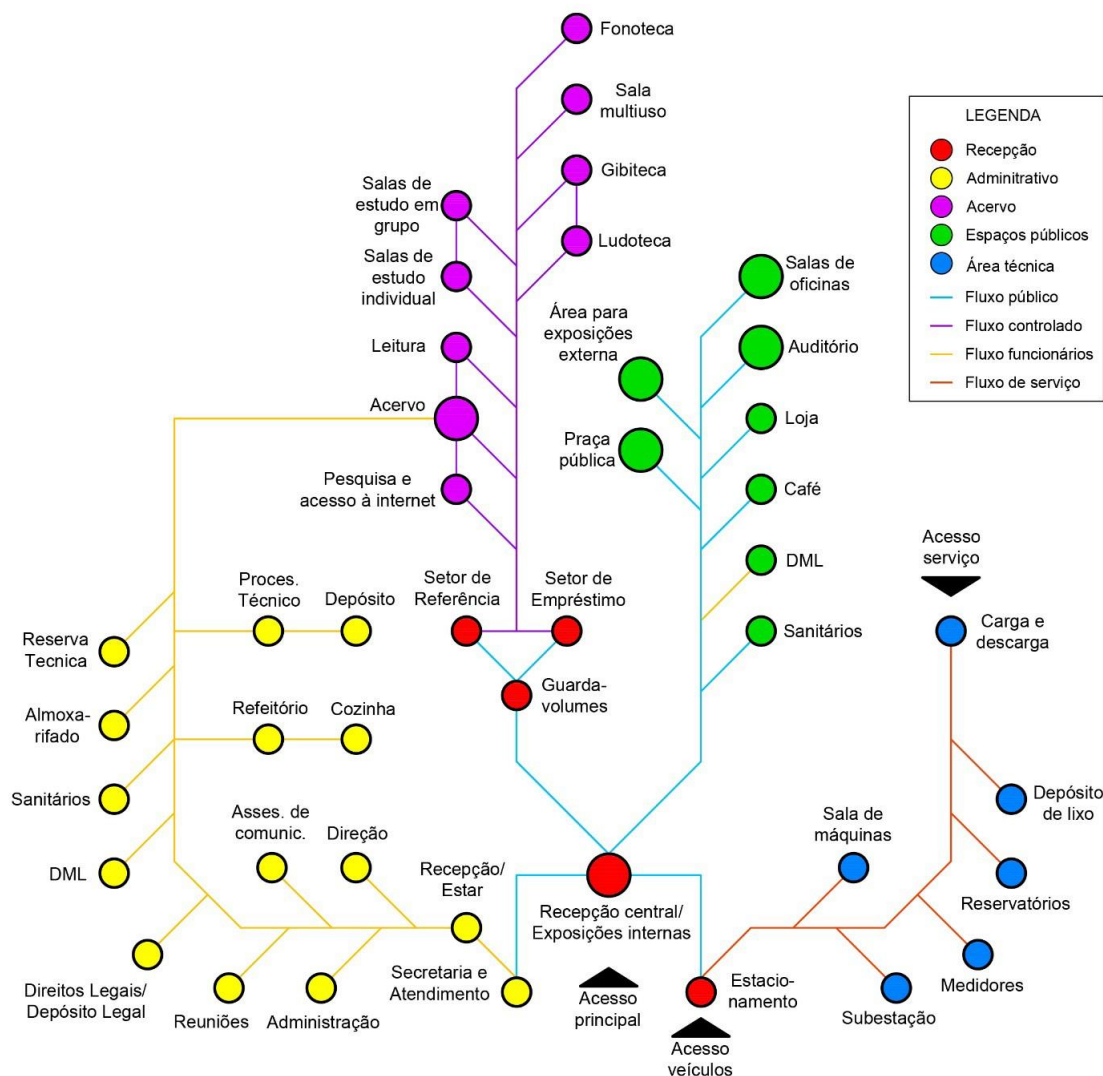 Fonoteca
Sala
multiuso
Gibiteca
Ludoteca
Salas de
estudo em
grupo
Salas de
estudo
individual
Leitura
Acervo
Pesquisa e
acesso à internet
Setor de
Referência
Setor de
Empréstimo
Guarda-
volumes
Área para
exposições
externa
Praça
pública
Salas de
oficinas
Auditório
Loja
Café
DML
Sanitários
LEGENDA
Recepção
Adminitrativo
Acervo
Espaços públicos
Área técnica
Fluxo público
Fluxo controlado
Fluxo funcionários
Fluxo de serviço
Acesso
serviço
Carga e
descarga
Depósito
de lixo
Reservatórios
Medidores
Sala de
máquinas
Subestação
Estacio-
namento
Acesso
veículos
Recepção central/
Exposições internas
Acesso
principal
Proces.
Técnico
Depósito
Reserva
Tecnica
Almoxa-
rifado
Refeitório
Cozinha
Sanitários
DML
Asses. de
comunic.
Direção
Recepção/
Estar
Secretaria e
Atendimento
Direitos Legais/
Depósito Legal
Reuniões
Administração